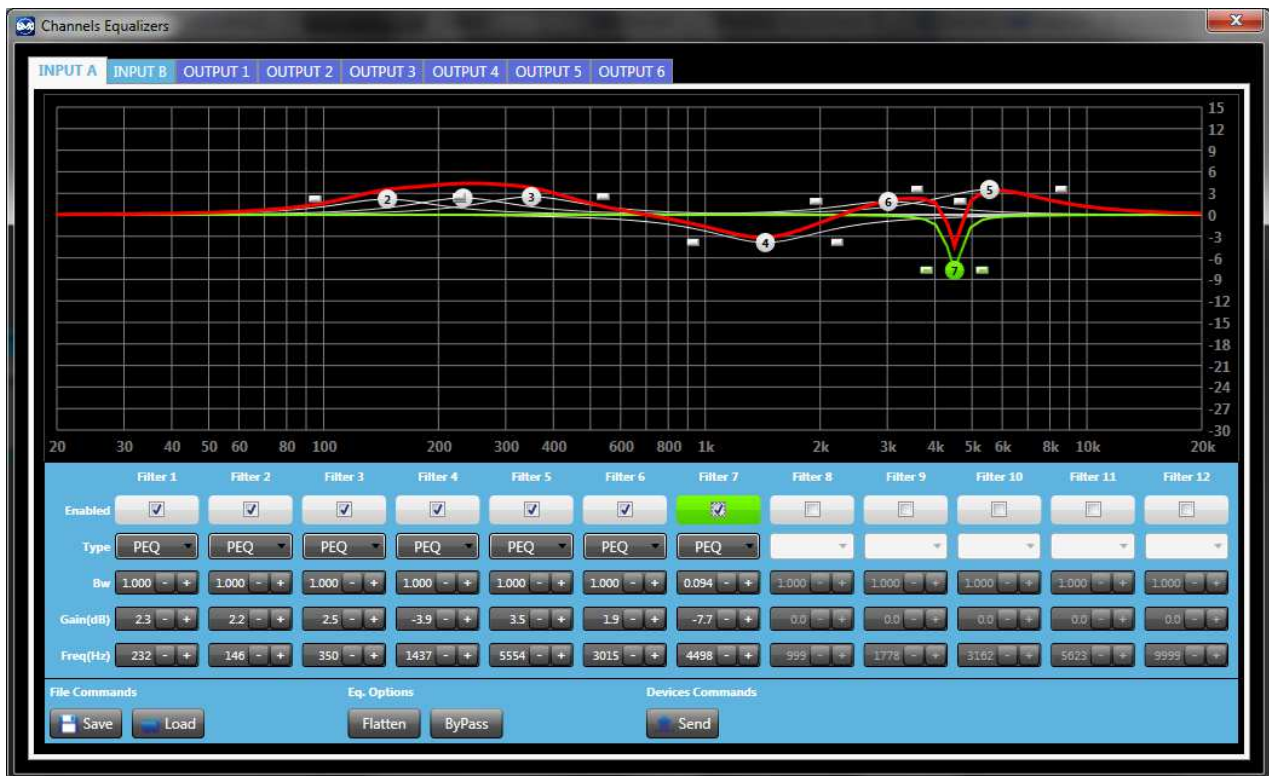 Channels Equalizers
INPUT A INPUT B OUTPUT 1 OUTPUT 2 OUTPUT 3 OUTPUT 4 OUTPUT 5 OUTPUT 6
15
12
9
6
3
0
-3
-6
-9
-12
-15
-18
-21
-24
-27
-30
2 3 4 6 5 7
20 30 40 50 60 80 100 200 300 400 600 800 1k 2k 3k 4k 5k 6k 8k 10k 20k
Filter 1 Filter 2 Filter 3 Filter 4 Filter 5 Filter 6 Filter 7 Filter 8 Filter 9 Filter 10 Filter 11 Filter 12
Enabled
Type PEQ PEQ PEQ PEQ PEQ PEQ PEQ
Bw 1.000 - + 1.000 - + 1.000 - + 1.000 - + 1.000 - + 1.000 - + 0.094 - + 1.000 - + 1.000 - + 1.000 - + 1.000 - + 1.000 - +
Gain(dB) 2.3 - + 2.2 - + 2.5 - + -3.9 - + 3.5 - + 1.9 - + -7.7 - + 0.0 - + 0.0 - + 0.0 - + 0.0 - + 0.0 - +
Freq(Hz) 232 - + 146 - + 350 - + 1437 - + 5554 - + 3015 - + 4498 - + 999 - + 1778 - + 3162 - + 5623 - + 9999 - +
File Commands Eq. Options Devices Commands
Save Load Flatten ByPass Send